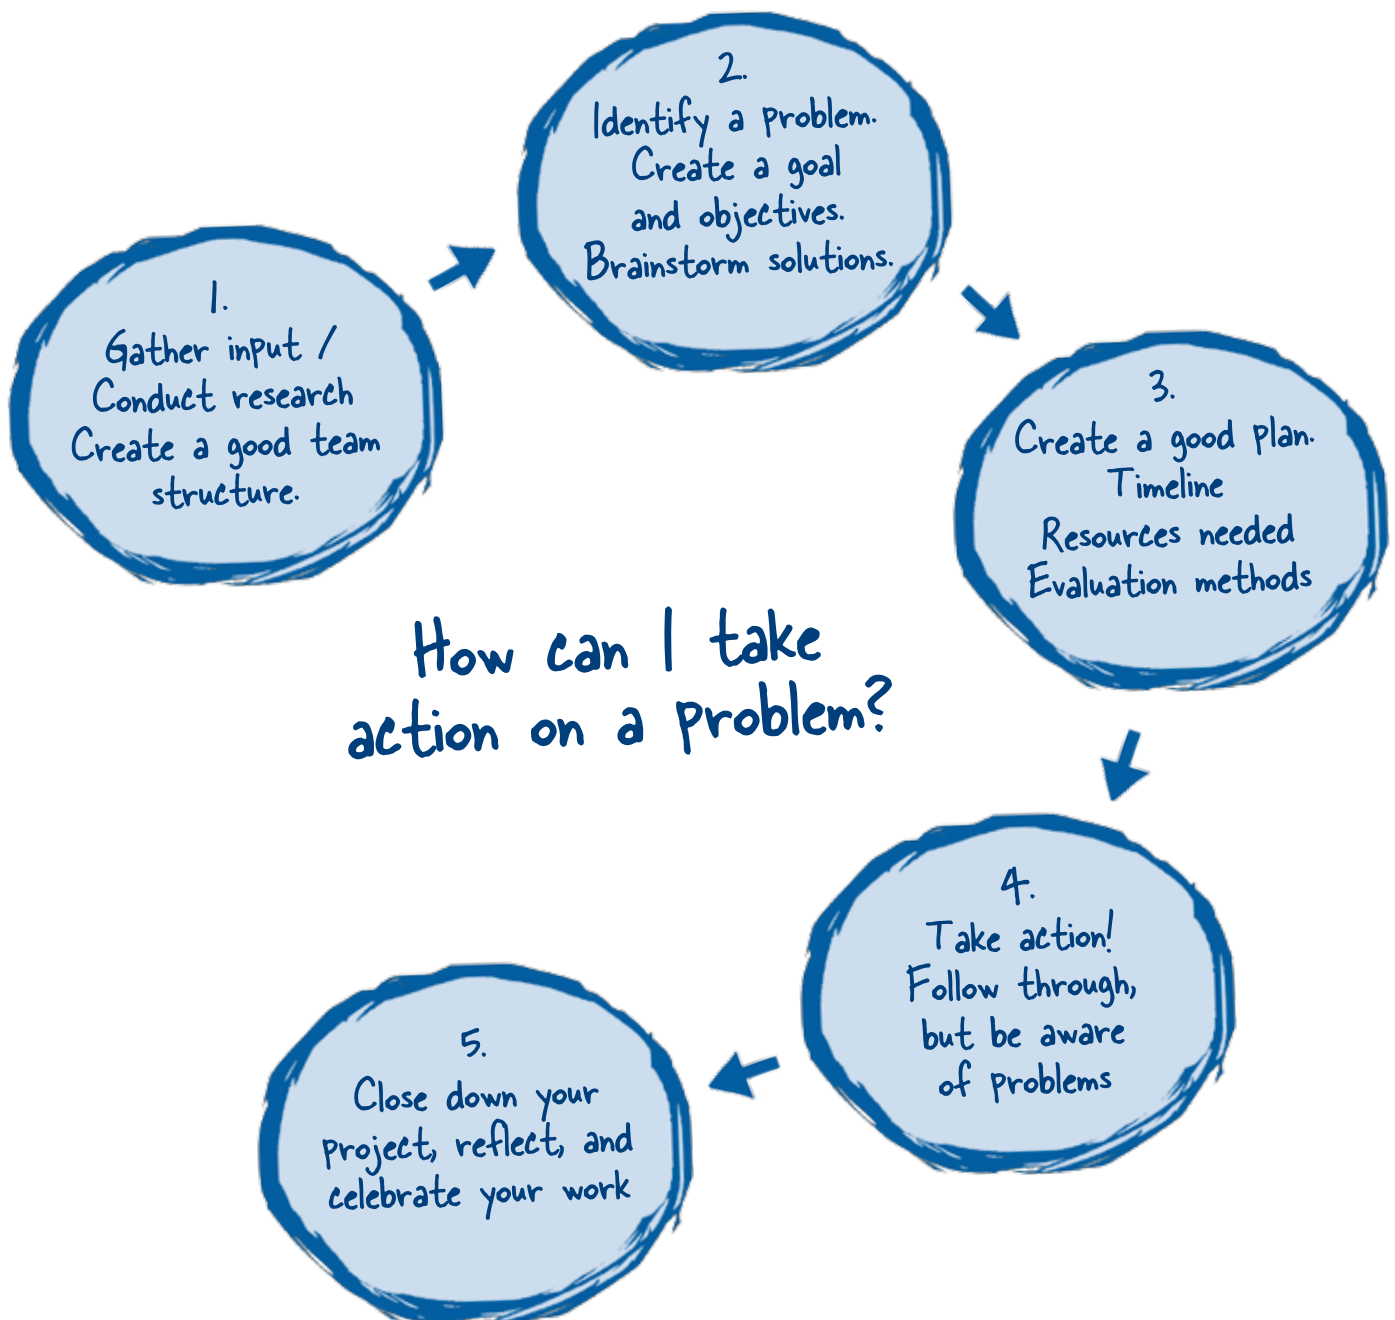 1.
Gather input /
Conduct research
Create a good team
structure.
2.
Identify a problem.
Create a goal
and objectives.
Brainstorm solutions.
3.
Create a good plan.
Timeline
Resources needed
Evaluation methods
How can I take
action on a problem?
4.
Take action!
Follow through,
but be aware
of problems
5.
Close down your
project, reflect, and
celebrate your work